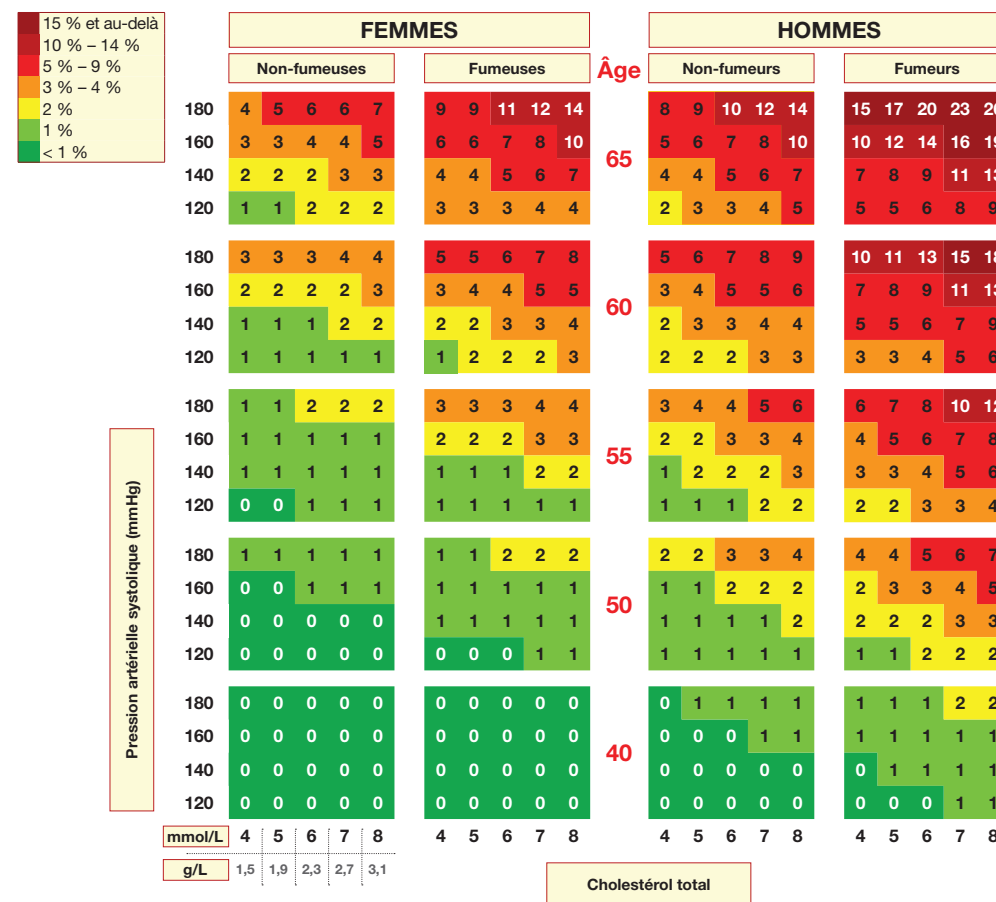 15 % et au-delà
10 % – 14 %
5 % – 9 %
3 % – 4 %
2 %
1 %
< 1 %
FEMMES HOMMES
Non-fumeuses Fumeuses Âge Non-fumeurs Fumeurs
180 4 5 6 6 7 9 9 11 12 14 8 9 10 12 14 15 17 20 23
160 3 3 4 4 5 6 6 7 8 10 5 6 7 8 10 10 12 14 16 19
65
140 2 2 2 3 3 4 4 5 6 7 4 4 5 6 7 7 8 9 11 13
120 1 1 2 2 2 3 3 3 4 4 2 3 3 4 5 5 5 6 8 9
180 3 3 3 4 4 5 5 6 7 8 5 6 7 8 9 10 11 13 15 18
160 2 2 2 2 3 3 4 4 5 5 3 4 5 5 6 7 8 9 11 13
60
140 1 1 1 2 2 2 2 3 3 4 2 3 3 4 4 5 5 6 7 9
120 1 1 1 1 1 1 2 2 2 3 2 2 2 3 3 3 3 4 5 6
180 1 1 2 2 2 3 3 3 4 4 3 4 4 5 6 6 7 8 10 12
160 1 1 1 1 1 2 2 2 3 3 2 2 3 3 4 4 5 6 7 8
55
140 1 1 1 1 1 1 1 1 2 2 1 2 2 2 3 3 3 4 5 6
120 0 0 1 1 1 1 1 1 1 1 1 1 1 2 2 2 2 3 3 4
180 1 1 1 1 1 1 1 2 2 2 2 2 3 3 4 4 4 5 6 7
160 0 0 1 1 1 1 1 1 1 1 1 1 2 2 2 2 3 3 4 5
50
140 0 0 0 0 0 1 1 1 1 1 1 1 1 1 2 2 2 2 3 3
120 0 0 0 0 0 0 0 0 1 1 1 1 1 1 1 1 1 2 2 2
180 0 0 0 0 0 0 0 0 0 0 0 1 1 1 1 1 1 1 2 2
160 0 0 0 0 0 0 0 0 0 0 0 0 0 1 1 1 1 1 1 1
40
140 0 0 0 0 0 0 0 0 0 0 0 0 0 0 0 0 1 1 1 1
120 0 0 0 0 0 0 0 0 0 0 0 0 0 0 0 0 0 0 1 1
Pression artérielle systolique (mmHg)
mmol/L 4 5 6 7 8 4 5 6 7 8 4 5 6 7 8 4 5 6 7 8
g/L 1,5 1,9 2,3 2,7 3,1
Cholestérol total